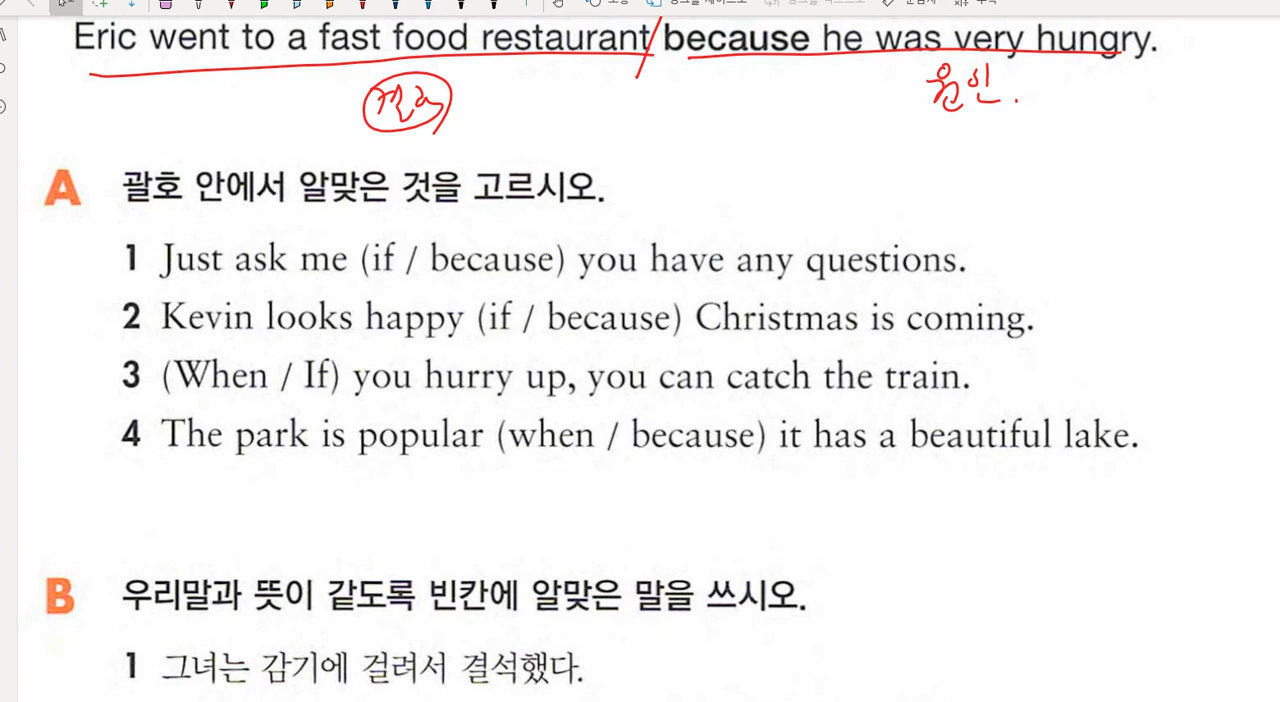 Eric went to a fast food restaurant/because he was very hungry.
결과
원인.
A 괄호 안에서 알맞은 것을 고르시오.
1 Just ask me (if / because) you have any questions.
2 Kevin looks happy (if / because) Christmas is coming.
3 (When / If) you hurry up, you can catch the train.
4 The park is popular (when / because) it has a beautiful lake.
B 우리말과 뜻이 같도록 빈칸에 알맞은 말을 쓰시오.
1 그녀는 감기에 걸려서 결석했다.